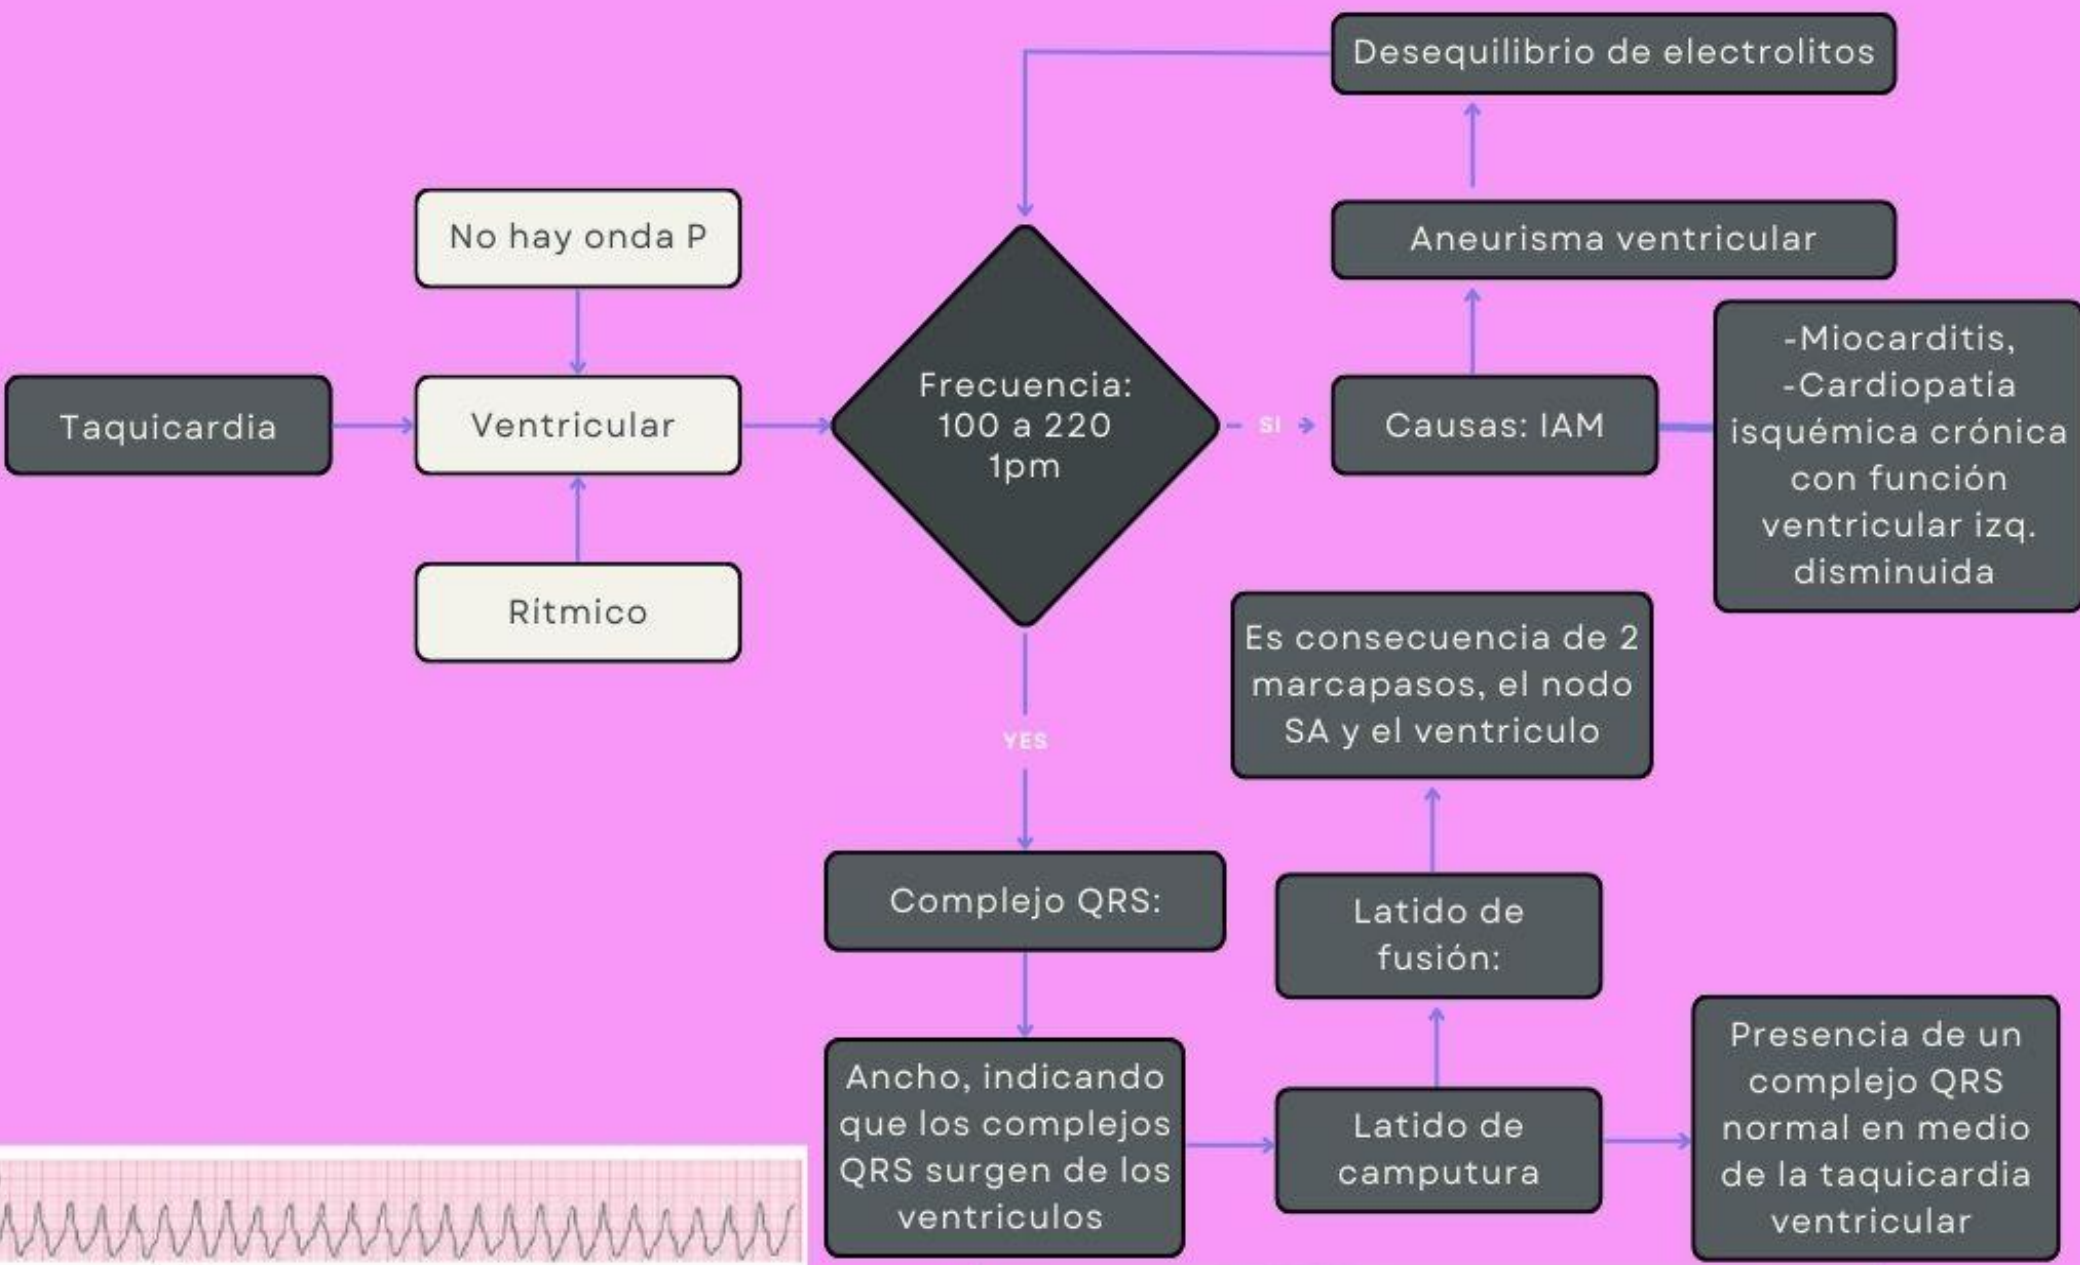 Desequilibrio de electrolitos
No hay onda P
Aneurisma ventricular
Taquicardia
Ventricular
Frecuencia:
100 a 220
1pm
SI
Causas: IAM
-Miocarditis,
-Cardiopatía
isquémica crónica
con función
ventricular izq.
disminuida
Rítmico
Es consecuencia de 2
marcapasos, el nodo
SA y el ventriculo
YES
Complejo QRS:
Latido de
fusión:
Ancho, indicando
que los complejos
QRS surgen de los
ventriculos
Latido de
camputura
Presencia de un
complejo QRS
normal en medio
de la taquicardia
ventricular